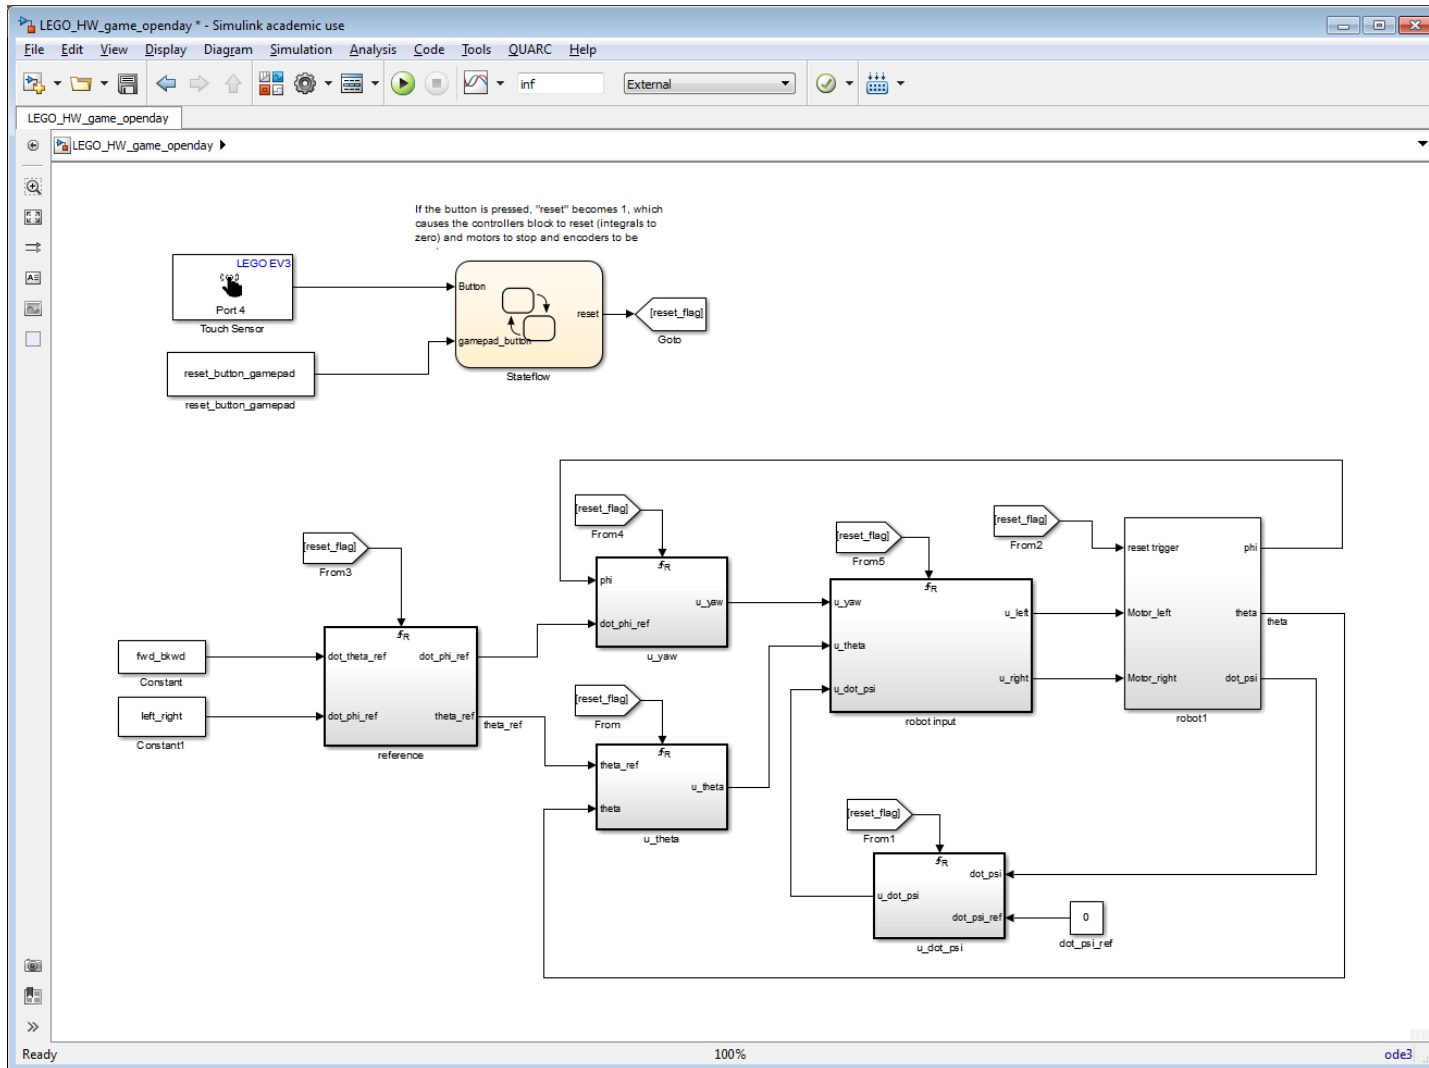 LEGO_HW_game_openday * - Simulink academic use
File Edit View Display Diagram Simulation Analysis Code Tools QUARC Help
inf External
LEGO_HW_game_openday
LEGO_HW_game_openday
If the button is pressed, "reset" becomes 1, which
causes the controllers block to reset (integrals to
zero) and motors to stop and encoders to be
LEGO EV3
Port 4
Touch Sensor
Button
gamepad_button
reset
Stateflow
[reset_flag]
Goto
reset_button_gamepad
reset_button_gamepad
[reset_flag]
From4
[reset_flag]
From2
[reset_flag]
From5
[reset_flag]
From3
R
phi
dot_phi_ref
u_yaw
u_yaw
R
u_yaw
u_theta
u_dot_psi
u_left
u_right
robot input
reset trigger
Motor_left
Motor_right
phi
theta
dot_psi
theta
robot1
fwd_bkwd
Constant
left_right
Constant1
R
dot_theta_ref
dot_phi_ref
dot_phi_ref
theta_ref
theta_ref
reference
[reset_flag]
From
R
theta_ref
theta
u_theta
u_theta
[reset_flag]
From1
R
dot_psi
u_dot_psi
dot_psi_ref
u_dot_psi
0
dot_psi_ref
Ready 100% ode3